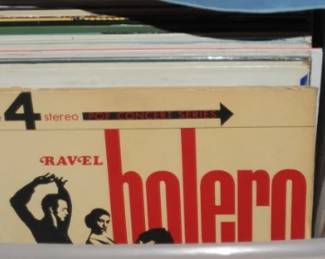 4 stereo POP CONCERT SERIES
RAVEL
bolero